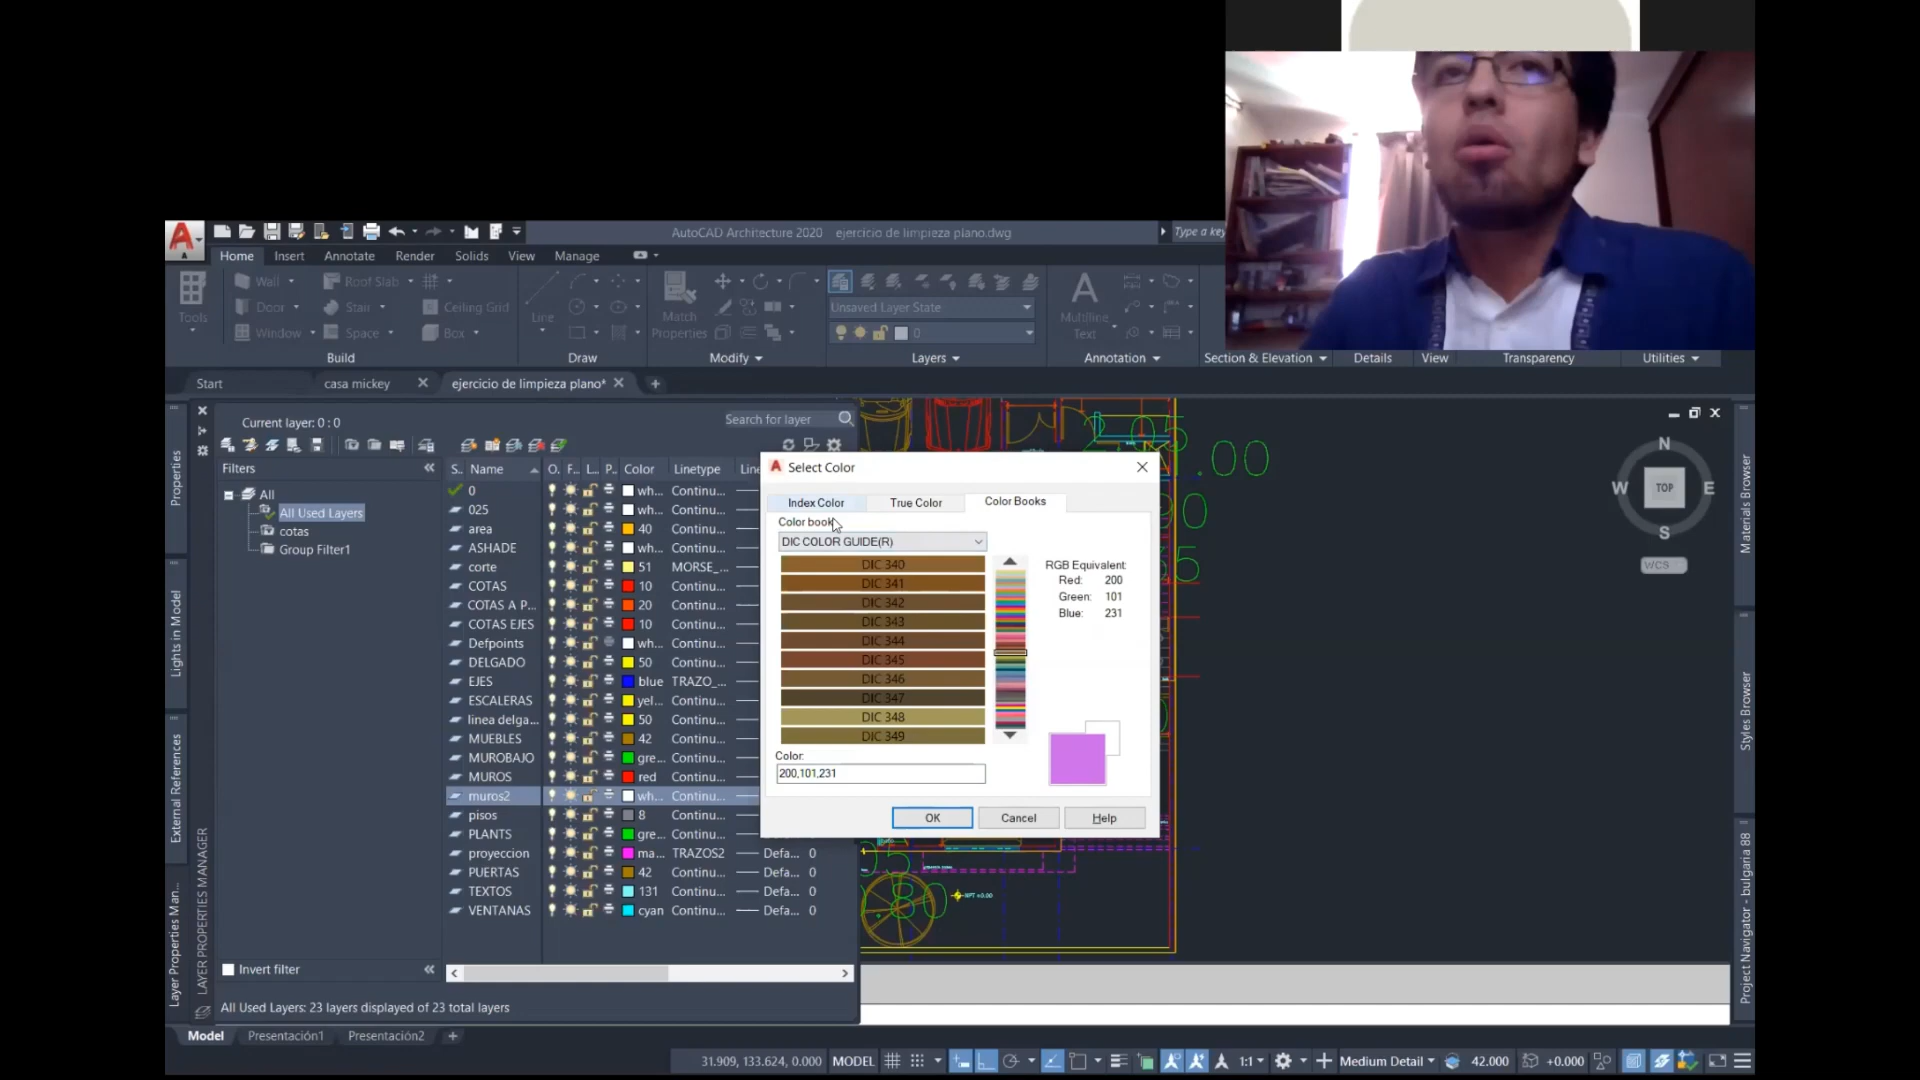 AutoCAD Architecture 2020 ejercicio de limpieza plano.dwg
Type a key
Home Insert Annotate Render Solids View Manage
Wall Roof Slab
Door Stair Ceiling Grid
Window Space Box
Tools
Line
Match
Properties
Unsaved Layer State
0
Multiline
Text
Build Draw Modify Layers Annotation Section & Elevation Details View Transparency Utilities
Start casa mickey ejercicio de limpieza plano*
Current layer: 0 : 0
Search for layer
Filters
All
All Used Layers
cotas
Group Filter1
S.. Name O. F.. L... P.. Color Linetype Line
0 wh... Continu...
025 wh... Continu...
area 40 Continu...
ASHADE wh... Continu...
corte 51 MORSE_...
COTAS 10 Continu...
COTAS A P... 20 Continu...
COTAS EJES 10 Continu...
Defpoints wh... Continu...
DELGADO 50 Continu...
EJES blue TRAZO_...
ESCALERAS yel... Continu...
linea delga... 50 Continu...
MUEBLES 42 Continu...
MUROBAJO gre... Continu...
MUROS red Continu...
muros2 wh... Continu...
pisos 8 Continu...
PLANTS gre... Continu...
proyeccion ma... TRAZOS2 Defa... 0
PUERTAS 42 Continu... Defa... 0
TEXTOS 131 Continu... Defa... 0
VENTANAS cyan Continu... Defa... 0
Invert filter
All Used Layers: 23 layers displayed of 23 total layers
Select Color
Index Color True Color Color Books
Color book
DIC COLOR GUIDE(R)
DIC 340
DIC 341
DIC 342
DIC 343
DIC 344
DIC 345
DIC 346
DIC 347
DIC 348
DIC 349
RGB Equivalent
Red: 200
Green: 101
Blue: 231
Color:
200,101,231
OK Cancel Help
N
W TOP E
S
WCS
Properties
Lights in Model
External References
Layer Properties Man...
LAYER PROPERTIES MANAGER
Materials Browser
Styles Browser
Project Navigator - bulgaria 88
Model Presentación1 Presentación2
31.909, 133.624, 0.000 MODEL 1:1 Medium Detail 42.000 +0.000